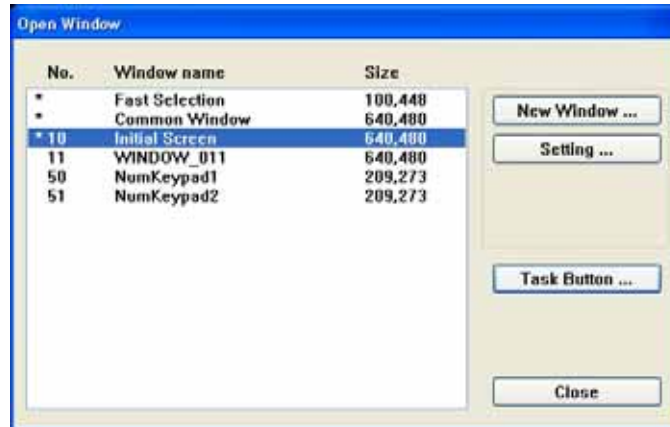 Open Window
No. Window name Size
* Fast Selection 100,448
* Common Window 640,480
* 10 Initial Screen 640,480
11 WINDOW_011 640,480
50 NumKeypad1 209,273
51 NumKeypad2 209,273
New Window ...
Setting ...
Task Button ...
Close